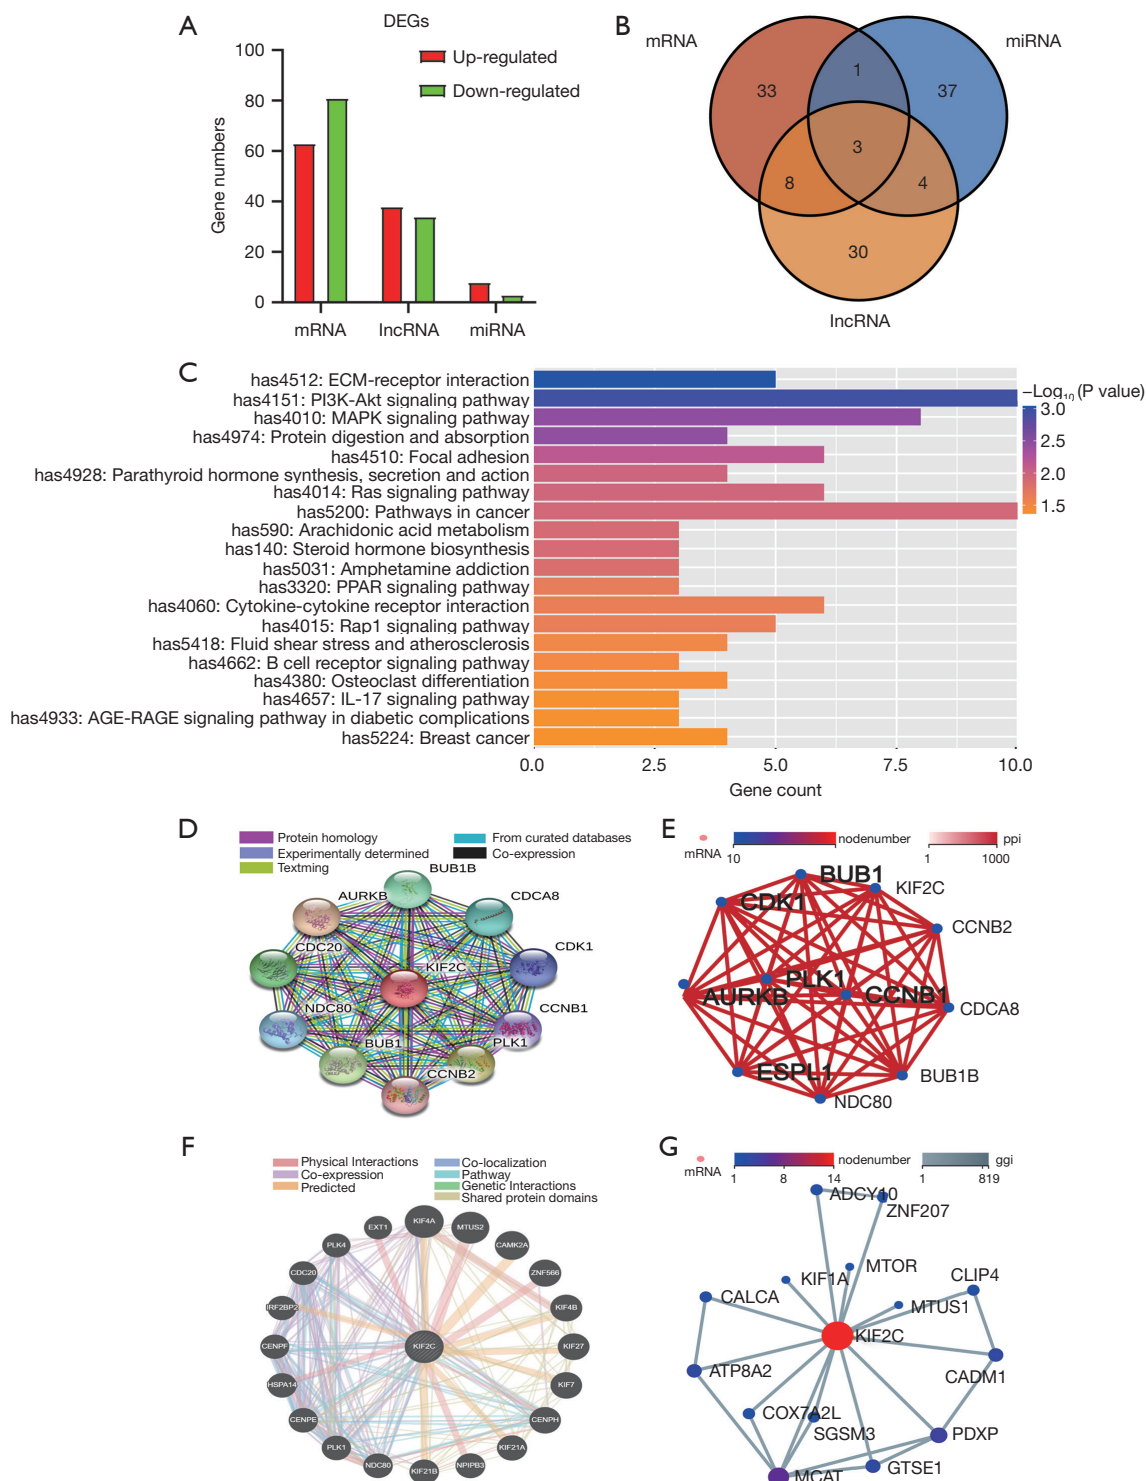 A
DEGs
Up-regulated
Down-regulated
Gene numbers
100
80
60
40
20
0
mRNA
lncRNA
miRNA
B
mRNA
miRNA
1
33
37
3
8
4
30
lncRNA
C
has4512: ECM-receptor interaction
has4151: PI3K-Akt signaling pathway
has4010: MAPK signaling pathway
has4974: Protein digestion and absorption
has4510: Focal adhesion
has4928: Parathyroid hormone synthesis, secretion and action
has4014: Ras signaling pathway
has5200: Pathways in cancer
has590: Arachidonic acid metabolism
has140: Steroid hormone biosynthesis
has5031: Amphetamine addiction
has3320: PPAR signaling pathway
has4060: Cytokine-cytokine receptor interaction
has4015: Rap1 signaling pathway
has5418: Fluid shear stress and atherosclerosis
has4662: B cell receptor signaling pathway
has4380: Osteoclast differentiation
has4657: IL-17 signaling pathway
has4933: AGE-RAGE signaling pathway in diabetic complications
has5224: Breast cancer
0.0 2.5 5.0 7.5 10.0
Gene count
−Log₁₀ (P value)
3.0
2.5
2.0
1.5
D
Protein homology
From curated databases
Experimentally determined
Co-expression
Textming
BUB1B
AURKB
CDCA8
CDC20
CDK1
KIF2C
NDC80
CCNB1
BUB1
PLK1
CCNB2
E
mRNA
nodenumber
10
ppi
1 1000
BUB1
KIF2C
CDK1
CCNB2
PLK1
AURKB
CCNB1
CDCA8
ESPL1
BUB1B
NDC80
F
Physical Interactions
Co-localization
Co-expression
Pathway
Predicted
Genetic Interactions
Shared protein domains
KIF4A
EXT1
MTUS2
PLK4
CAMK2A
CDC20
ZNF566
IRF2BP2
KIF4B
CENPF
KIF2C
KIF27
HSPA14
KIF7
CENPE
CENPH
PLK1
KIF21A
NDC80
KIF21B
NPIPB3
G
mRNA
nodenumber
1 8 14
ggi
1 819
ADCY10
ZNF207
MTOR
KIF1A
CLIP4
CALCA
MTUS1
KIF2C
ATP8A2
CADM1
COX7A2L
SGSM3
PDXP
MCAT
GTSE1